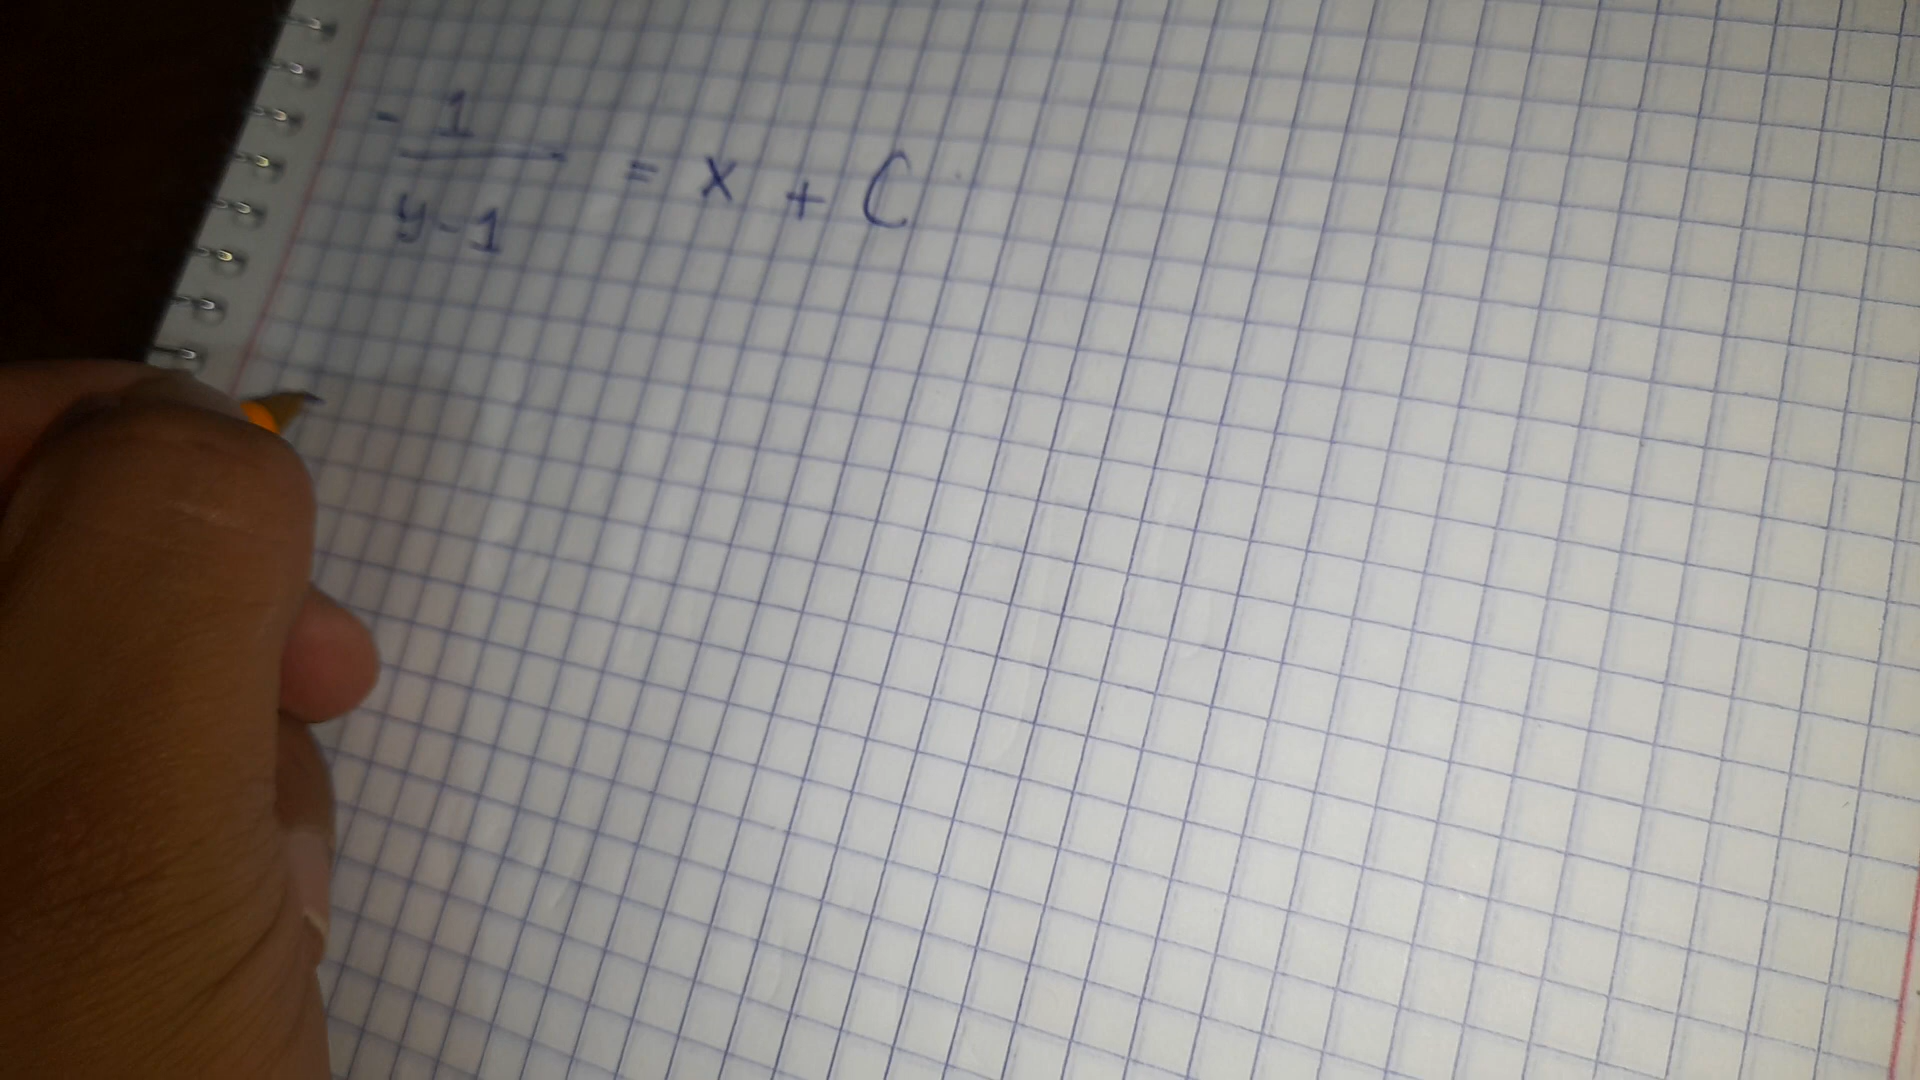 - 1 / y-1 = x + C